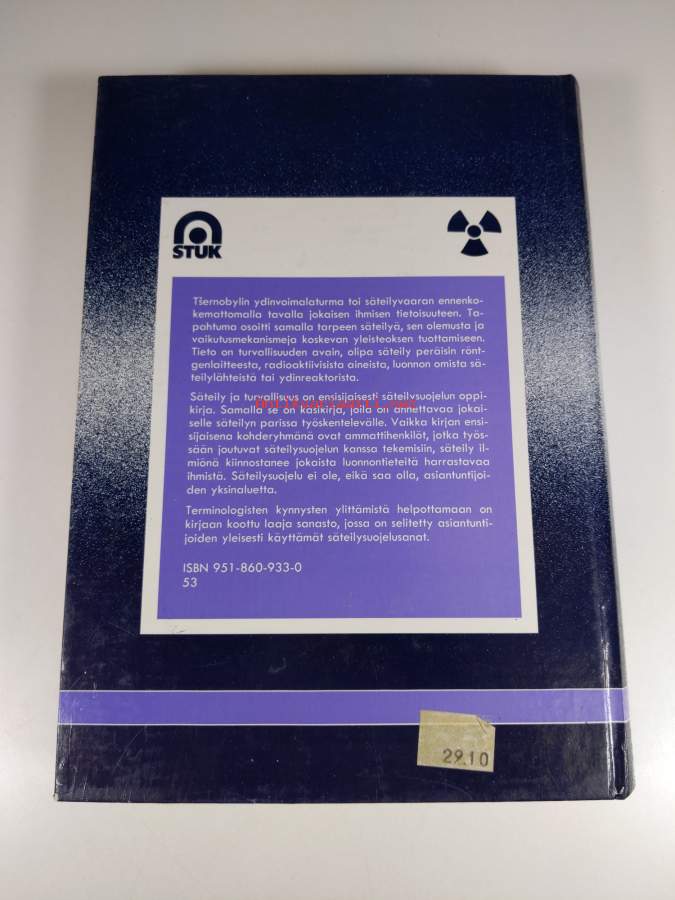 STUK
Tšernobylin ydinvoimalaturma toi säteilyvaaran ennenko-
kemattomalla tavalla jokaisen ihmisen tietoisuuteen. Ta-
pahtuma osoitti samalla tarpeen säteilyä, sen olemusta ja
vaikutusmekanismeja koskevan yleisteoksen tuottamiseen.
Tieto on turvallisuuden avain, olipa säteily peräisin rönt-
genlaitteesta, radioaktiivisista aineista, luonnon omista sä-
teilylähteistä tai ydinreaktorista.
Säteily ja turvallisuus on ensisijaisesti säteilysuojelun oppi-
kirja. Samalla se on käsikirja, joita on annettavaa jokai-
selle säteilyn parissa työskentelevälle. Vaikka kirjan ensi-
sijaisena kohderyhmänä ovat ammattihenkilöt, jotka työs-
sään joutuvat säteilysuojelun kanssa tekemisiin, säteily il-
miönä kiinnostanee jokaista luonnontieteitä harrastavaa
ihmistä. Säteilysuojelu ei ole, eikä saa olla, asiantuntijoi-
den yksinaluetta.
Terminologisten kynnysten ylittämistä helpottamaan on
kirjaan koottu laaja sanasto, jossa on selitetty asiantunti-
joiden yleisesti käyttämät säteilysuojelusanat.
ISBN 951-860-933-0
53
29.10